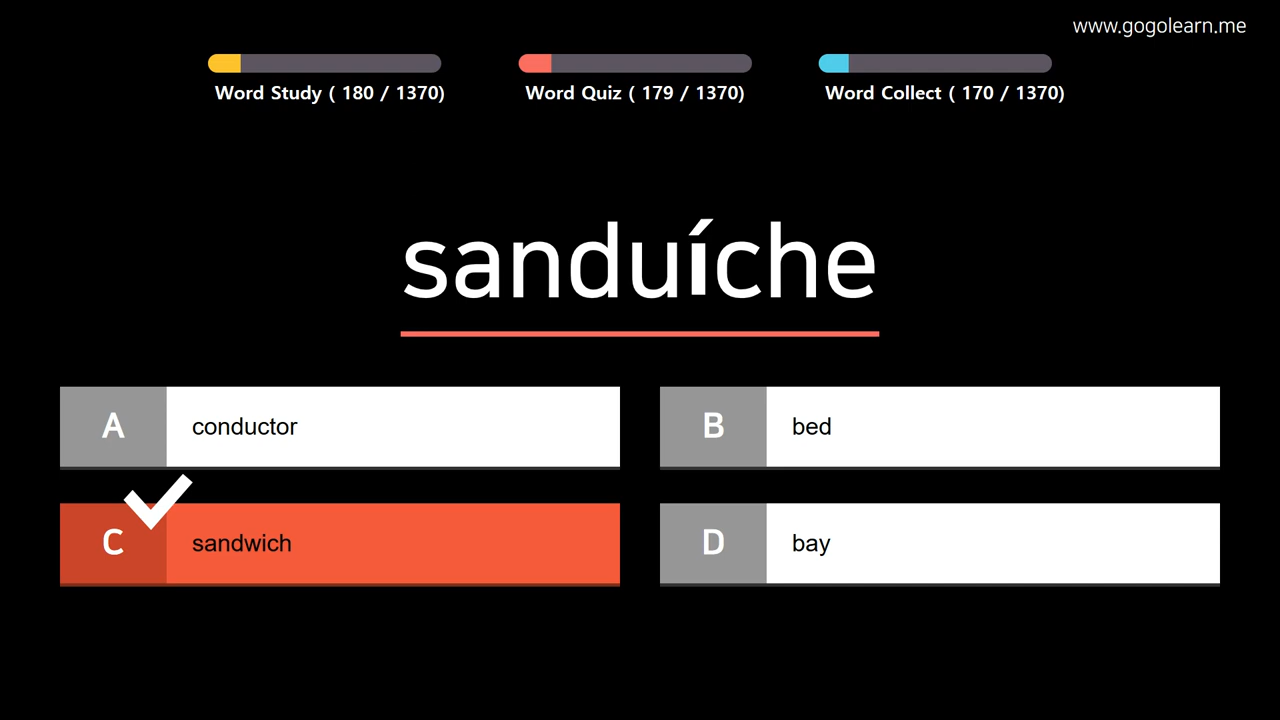 www.gogolearn.me
Word Study ( 180 / 1370)
Word Quiz ( 179 / 1370)
Word Collect ( 170 / 1370)
sanduíche
A conductor
B bed
C sandwich
D bay